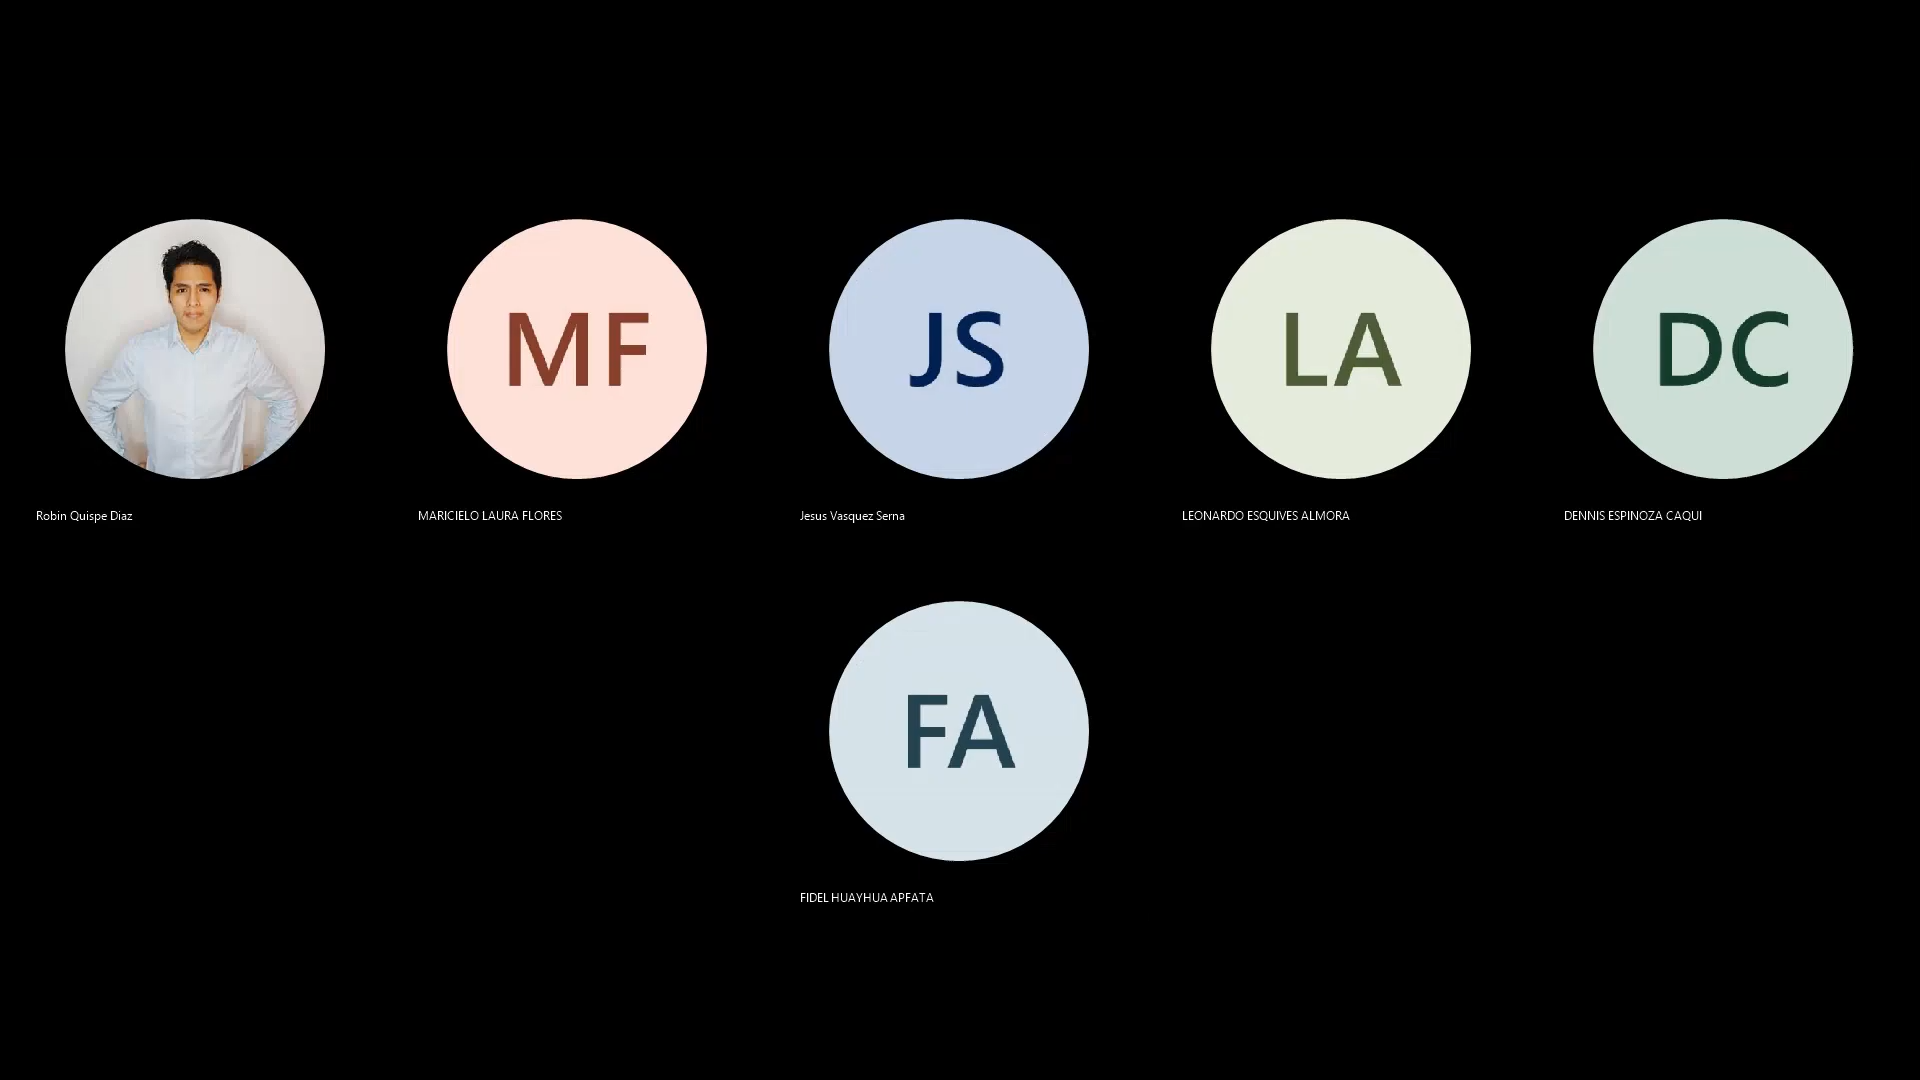 MF
JS
LA
DC
Robin Quispe Diaz
MARICIELO LAURA FLORES
Jesus Vasquez Serna
LEONARDO ESQUIVES ALMORA
DENNIS ESPINOZA CAQUI
FA
FIDEL HUAYHUA APFATA